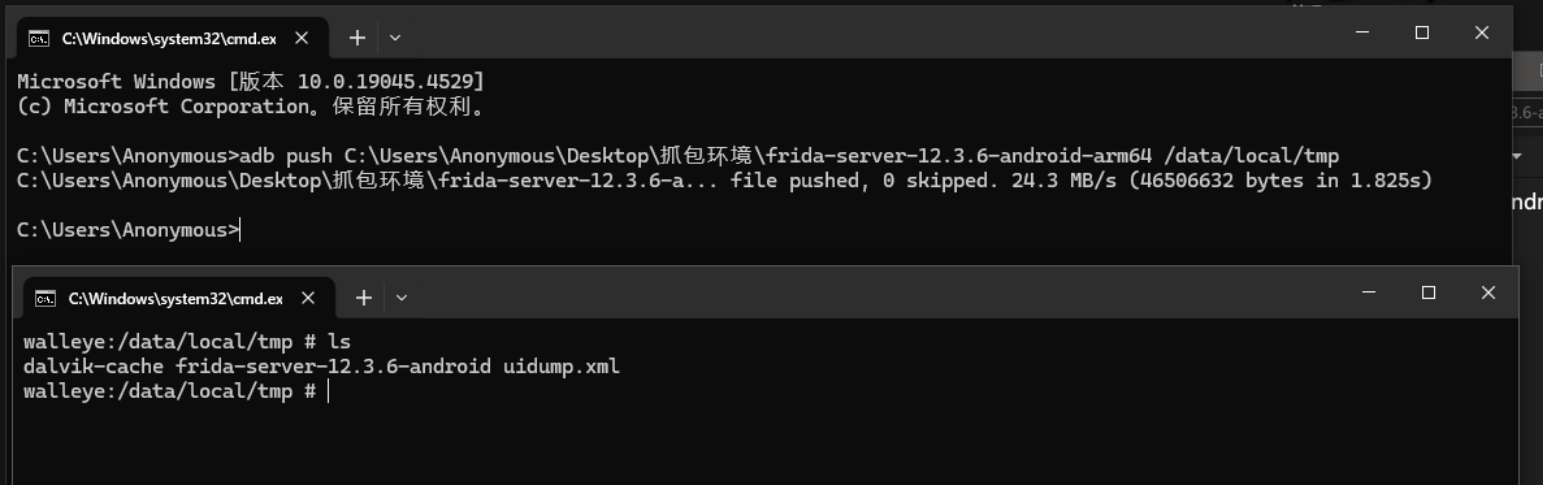 C:\Windows\system32\cmd.ex
Microsoft Windows [版本 10.0.19045.4529]
(c) Microsoft Corporation。保留所有权利。
C:\Users\Anonymous>adb push C:\Users\Anonymous\Desktop\抓包环境\frida-server-12.3.6-android-arm64 /data/local/tmp
C:\Users\Anonymous\Desktop\抓包环境\frida-server-12.3.6-a... file pushed, 0 skipped. 24.3 MB/s (46506632 bytes in 1.825s)
C:\Users\Anonymous>
C:\Windows\system32\cmd.ex
walleye:/data/local/tmp # ls
dalvik-cache frida-server-12.3.6-android uidump.xml
walleye:/data/local/tmp #
3.6-a
ndr